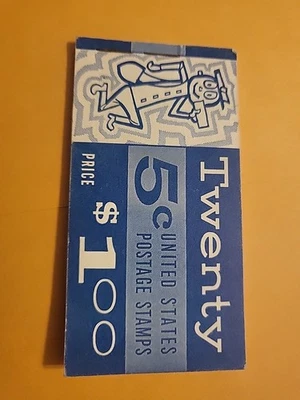 Twenty
5¢ UNITED STATES
POSTAGE STAMPS
PRICE $1.00